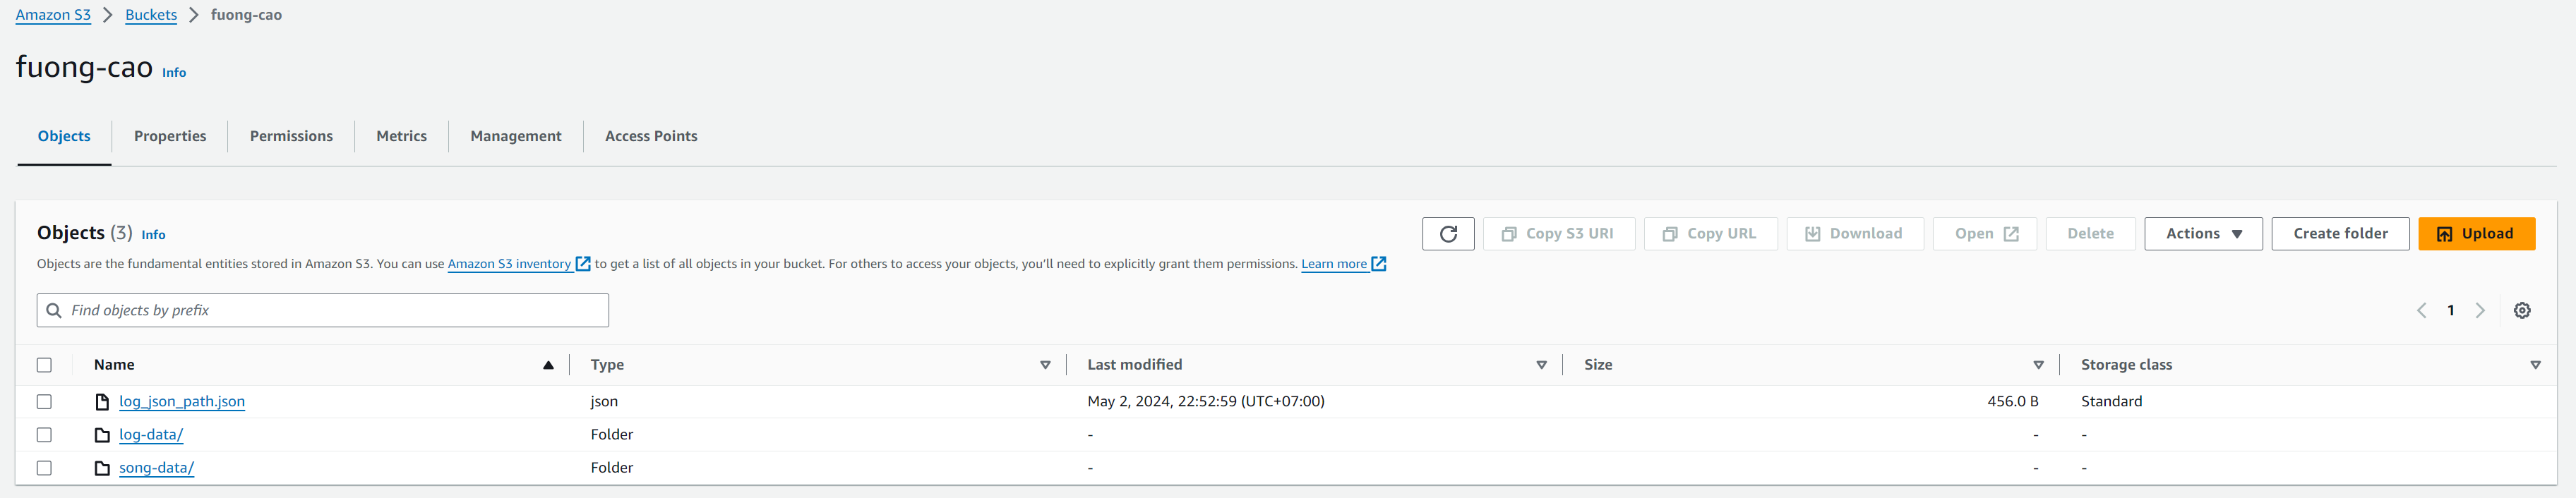 Amazon S3 > Buckets > fuong-cao
fuong-cao Info
Objects Properties Permissions Metrics Management Access Points
Objects (3) Info
Copy S3 URI Copy URL Download Open Delete Actions Create folder Upload
Objects are the fundamental entities stored in Amazon S3. You can use Amazon S3 inventory to get a list of all objects in your bucket. For others to access your objects, you'll need to explicitly grant them permissions. Learn more
Find objects by prefix
1
Name Type Last modified Size Storage class
log_json_path.json json May 2, 2024, 22:52:59 (UTC+07:00) 456.0 B Standard
log-data/ Folder - - -
song-data/ Folder - - -